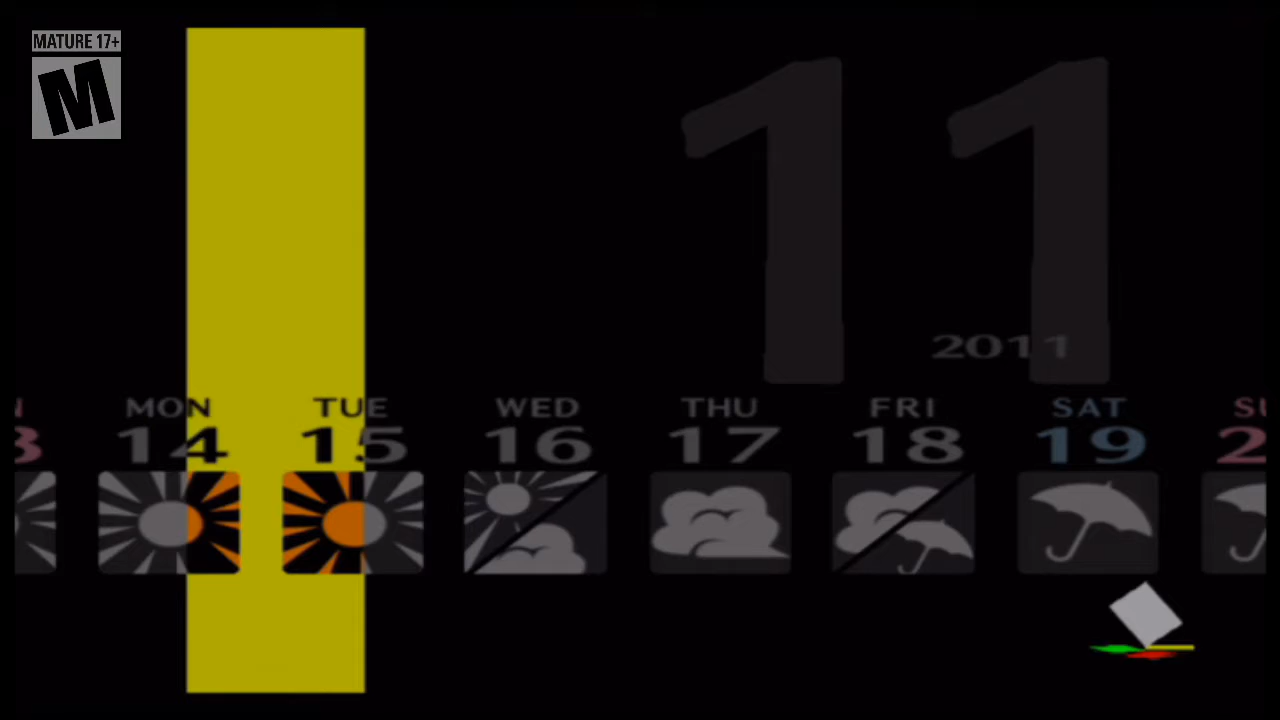 MATURE 17+
M
11
2011
MON TUE WED THU FRI SAT
14 15 16 17 18 19